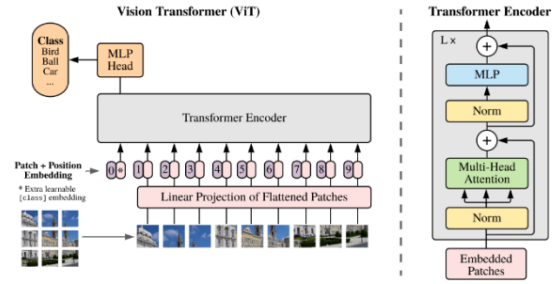 Vision Transformer (ViT)
Class
Bird
Ball
Car
...
MLP
Head
Transformer Encoder
Patch + Position
Embedding
* Extra learnable
[class] embedding
0 *
1
2
3
4
5
6
7
8
9
Linear Projection of Flattened Patches
Transformer Encoder
L ×
+
MLP
Norm
+
Multi-Head
Attention
Norm
Embedded
Patches